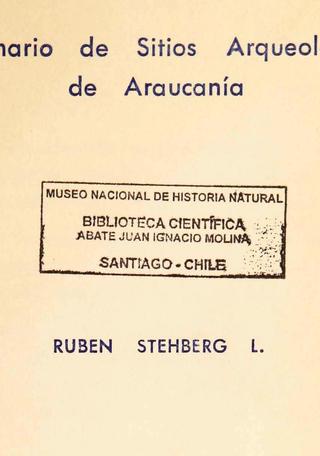 nario de Sitios Arqueol
de Araucanía
MUSEO NACIONAL DE HISTORIA NATURAL
BIBLIOTECA CIENTÍFICA
ABATE JUAN IGNACIO MOLINA
SANTIAGO - CHILE
RUBEN STEHBERG L.